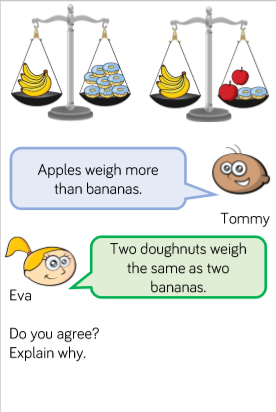 Apples weigh more
than bananas.
Tommy
Two doughnuts weigh
the same as two
bananas.
Eva
Do you agree?
Explain why.